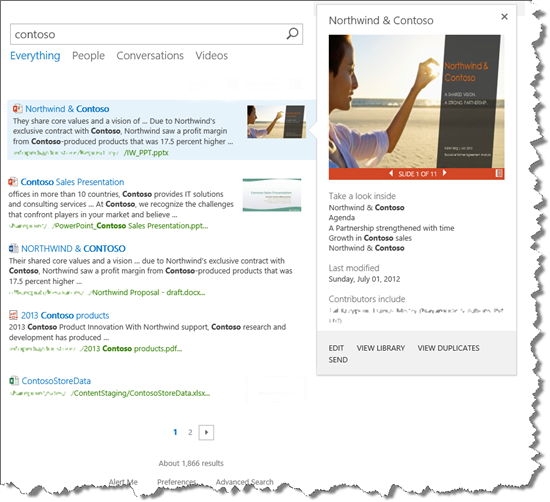 contoso
Everything People Conversations Videos
Northwind & Contoso
They share core values and a vision of ... Due to Northwind's
exclusive contract with Contoso, Northwind saw a profit margin
from Contoso-produced products that was 17.5 percent higher ...
/IW_PPT.pptx
Contoso Sales Presentation
offices in more than 10 countries, Contoso provides IT solutions
and consulting services ... At Contoso, we recognize the challenges
that confront players in your market and believe ...
/PowerPoint_Contoso Sales Presentation.ppt...
NORTHWIND & CONTOSO
Their shared core values and a vision ... due to Northwind's exclusive contract with
Contoso, Northwind saw a profit margin from Contoso-produced products that was
17.5 percent higher ...
/Northwind Proposal - draft.docx...
2013 Contoso products
2013 Contoso Product Innovation With Northwind support, Contoso research and
development has produced ...
/2013 Contoso products.pdf...
ContosoStoreData
/ContentStaging/ContosoStoreData.xlsx...
1 2
About 1,866 results
Alert Me Preferences Advanced Search
Northwind & Contoso
Northwind &
Contoso
A SHARED VISION.
A STRONG PARTNERSHIP.
SLIDE 1 OF 11
Take a look inside
Northwind & Contoso
Agenda
A Partnership strengthened with time
Growth in Contoso sales
Northwind & Contoso
Last modified
Sunday, July 01, 2012
Contributors include
EDIT VIEW LIBRARY VIEW DUPLICATES
SEND